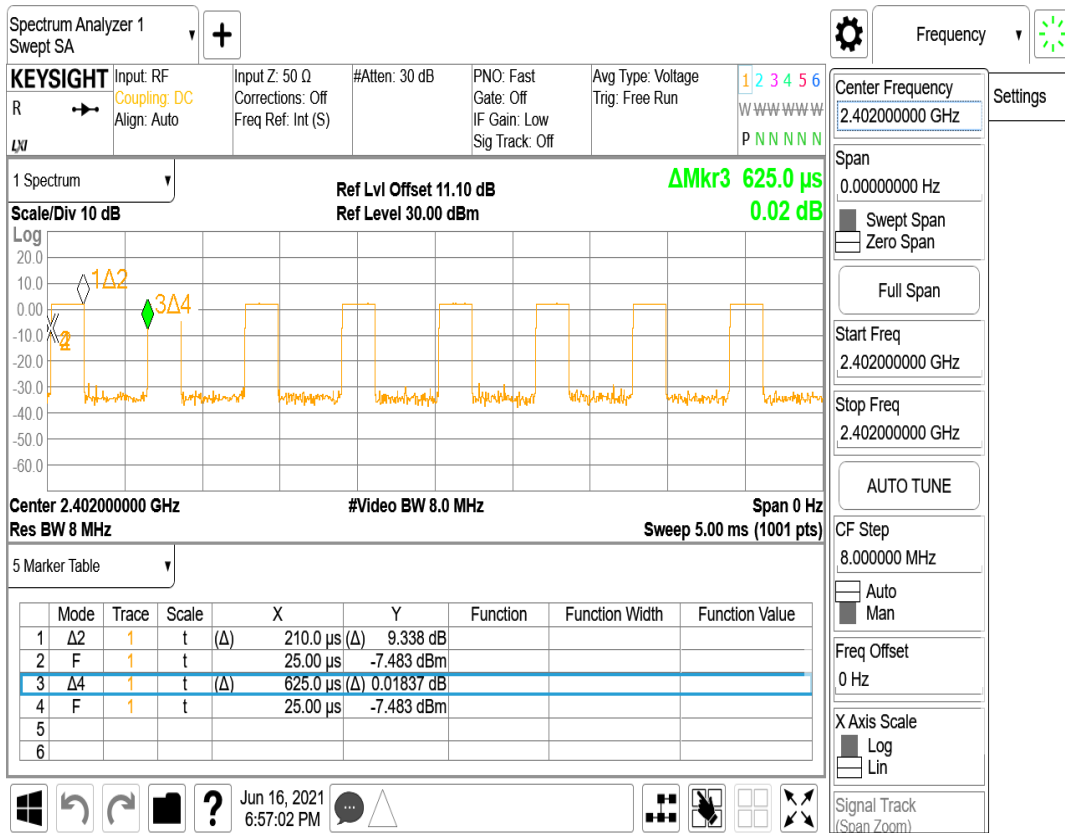 Spectrum Analyzer 1
Swept SA
+
Frequency
KEYSIGHT
R
LXI
Input: RF
Coupling: DC
Align: Auto
Input Z: 50 Ω
Corrections: Off
Freq Ref: Int (S)
#Atten: 30 dB
PNO: Fast
Gate: Off
IF Gain: Low
Sig Track: Off
Avg Type: Voltage
Trig: Free Run
1 2 3 4 5 6
W W W W W W
P N N N N N
1 Spectrum
Scale/Div 10 dB
Ref Lvl Offset 11.10 dB
Ref Level 30.00 dBm
ΔMkr3 625.0 µs
0.02 dB
Log
20.0
10.0
0.00
-10.0
-20.0
-30.0
-40.0
-50.0
-60.0
1Δ2
3Δ4
Center 2.402000000 GHz
#Video BW 8.0 MHz
Span 0 Hz
Res BW 8 MHz
Sweep 5.00 ms (1001 pts)
5 Marker Table
Mode Trace Scale X Y Function Function Width Function Value
1 Δ2 1 t (Δ) 210.0 µs (Δ) 9.338 dB
2 F 1 t 25.00 µs -7.483 dBm
3 Δ4 1 t (Δ) 625.0 µs (Δ) 0.01837 dB
4 F 1 t 25.00 µs -7.483 dBm
5
6
?
Jun 16, 2021
6:57:02 PM
Settings
Center Frequency
2.402000000 GHz
Span
0.00000000 Hz
Swept Span
Zero Span
Full Span
Start Freq
2.402000000 GHz
Stop Freq
2.402000000 GHz
AUTO TUNE
CF Step
8.000000 MHz
Auto
Man
Freq Offset
0 Hz
X Axis Scale
Log
Lin
Signal Track
(Span Zoom)